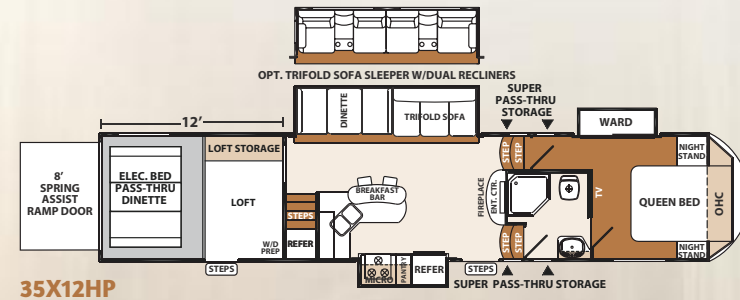 OPT. TRIFOLD SOFA SLEEPER W/DUAL RECLINERS
SUPER
PASS-THRU
STORAGE
12'
DINETTE
TRIFOLD SOFA
WARD
8'
SPRING
ASSIST
RAMP DOOR
ELEC. BED
PASS-THRU
DINETTE
LOFT STORAGE
LOFT
W/D
PREP
STEPS
REFER
BREAKFAST
BAR
FIREPLACE
ENT. CTR.
STEP
STEP
STEP
STEP
TV
NIGHT
STAND
QUEEN BED
OHC
NIGHT
STAND
STEPS
MICRO
PANTRY
REFER
STEPS
SUPER PASS-THRU STORAGE
35X12HP